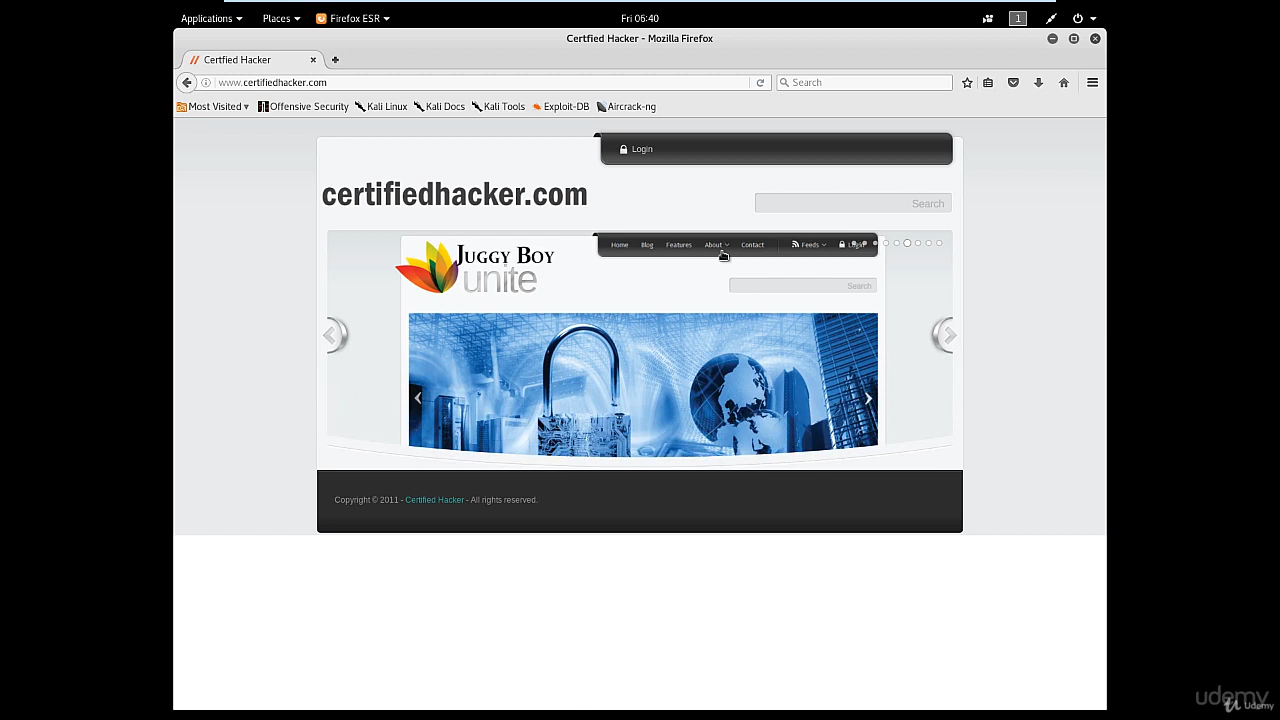 Applications Places Firefox ESR Fri 06:40 1
Certfied Hacker - Mozilla Firefox
Certfied Hacker
www.certifiedhacker.com Search
Most Visited Offensive Security Kali Linux Kali Docs Kali Tools Exploit-DB Aircrack-ng
Login
certifiedhacker.com
Search
Home Blog Features About Contact Feeds Login
Juggy Boy
unite
Search
Copyright © 2011 - Certified Hacker - All rights reserved.
udemy
Udemy